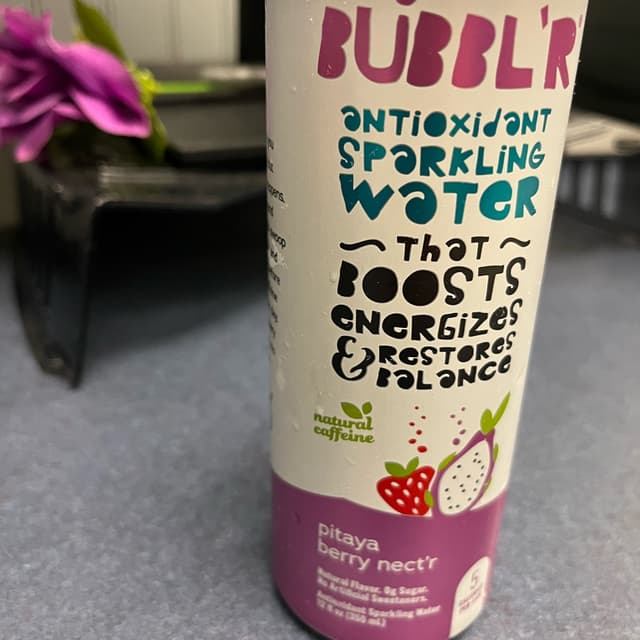 BUBBL'R
antioxidant
sparkling
water
~ that ~
boosts
energizes
& restores
balance
natural
caffeine
pitaya
berry nect'r
Natural Flavor, 0g Sugar,
No Artificial Sweeteners.
Antioxidant Sparkling Water
12 fl oz (355 mL)
5